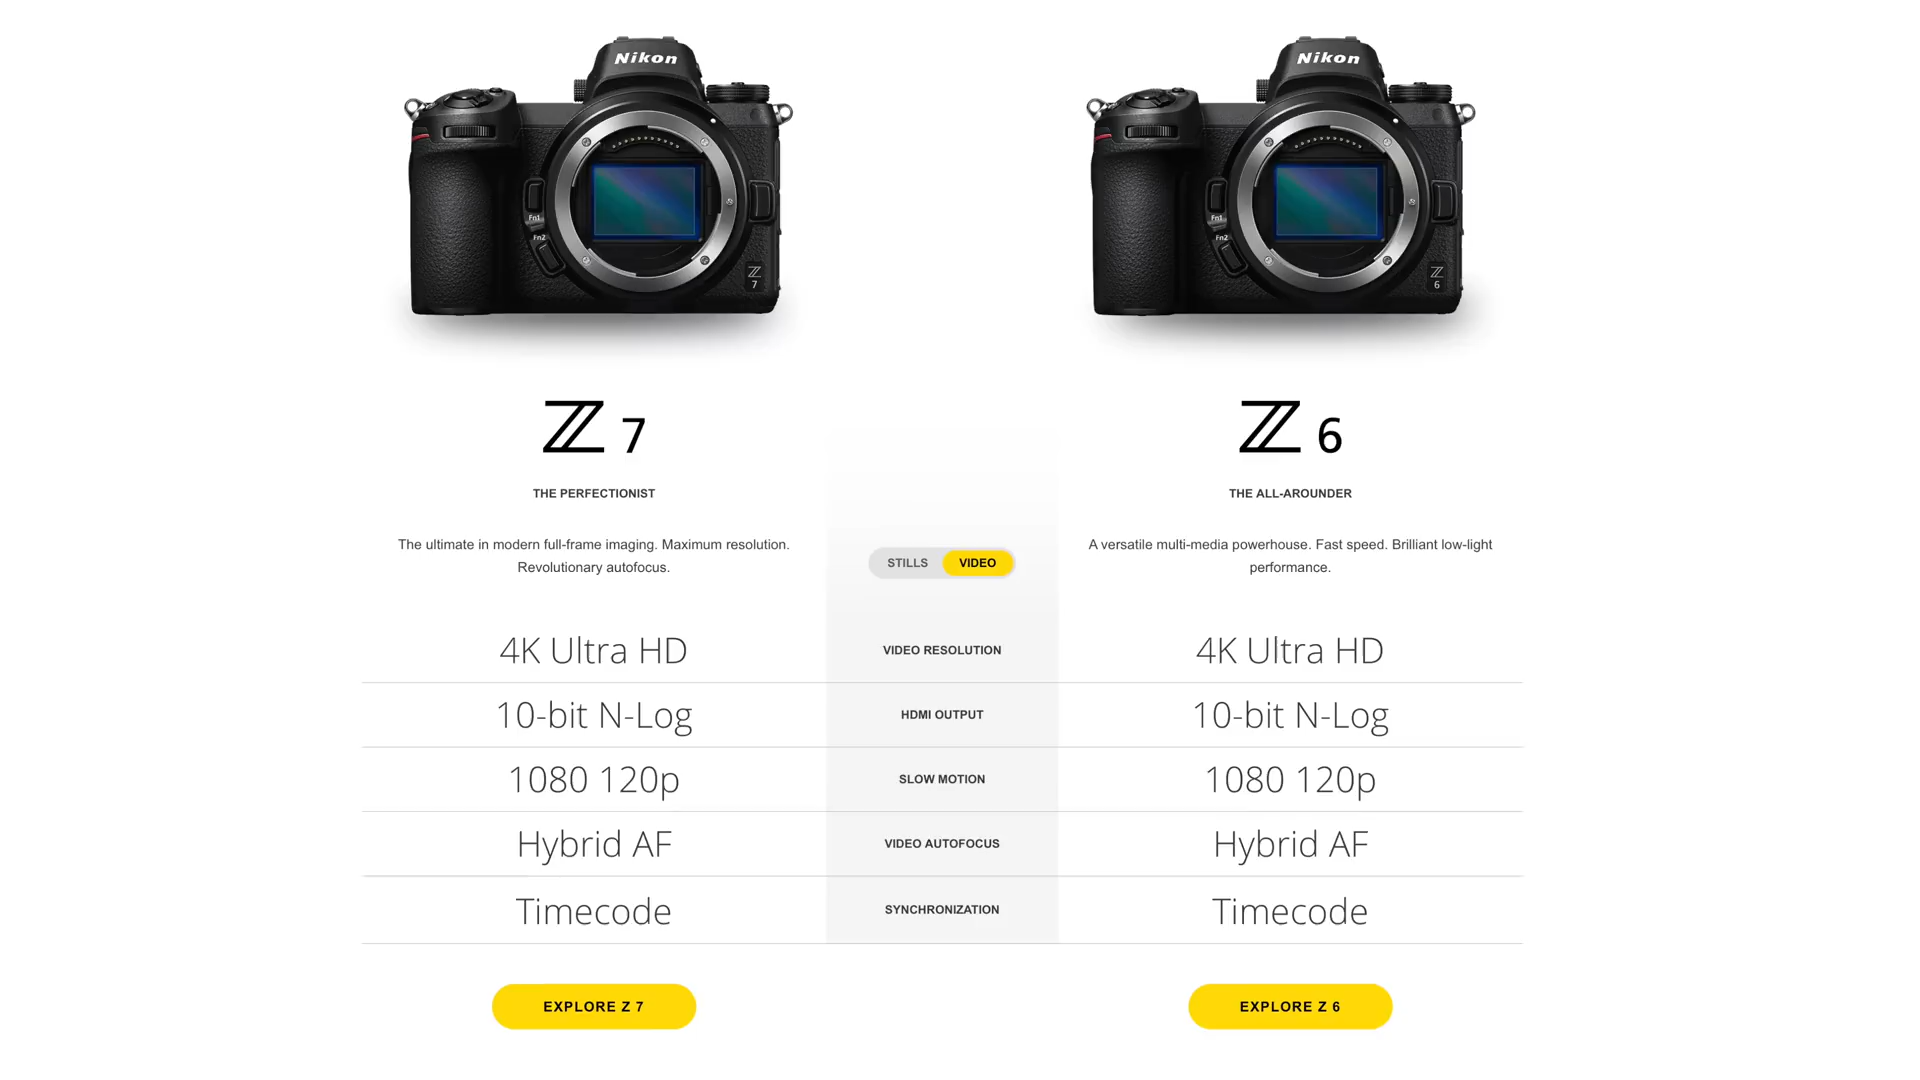 Nikon
Fn1
Fn2
Z
7
Nikon
Fn1
Fn2
Z
6
Z 7
Z 6
THE PERFECTIONIST
THE ALL-AROUNDER
The ultimate in modern full-frame imaging. Maximum resolution.
Revolutionary autofocus.
STILLS VIDEO
A versatile multi-media powerhouse. Fast speed. Brilliant low-light
performance.
4K Ultra HD VIDEO RESOLUTION 4K Ultra HD
10-bit N-Log HDMI OUTPUT 10-bit N-Log
1080 120p SLOW MOTION 1080 120p
Hybrid AF VIDEO AUTOFOCUS Hybrid AF
Timecode SYNCHRONIZATION Timecode
EXPLORE Z 7 EXPLORE Z 6